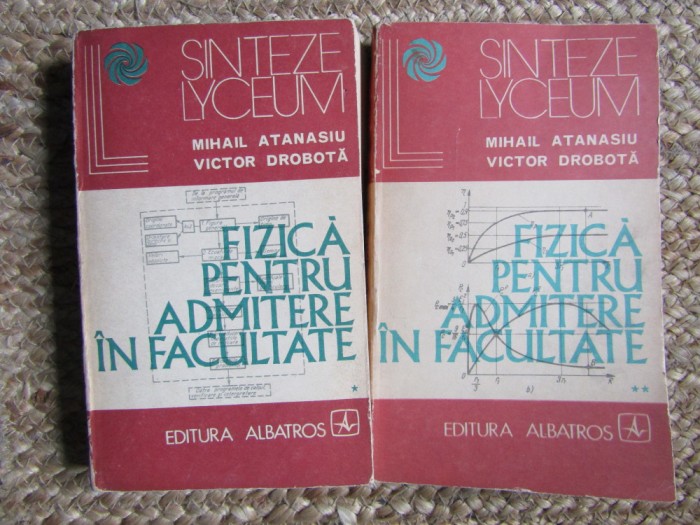 SINTEZE
LYCEUM
MIHAIL ATANASIU
VICTOR DROBOTĂ
FIZICĂ
PENTRU
ADMITERE
ÎN FACULTATE
*
EDITURA ALBATROS
SINTEZE
LYCEUM
MIHAIL ATANASIU
VICTOR DROBOTĂ
FIZICĂ
PENTRU
ADMITERE
ÎN FACULTATE
b)
**
EDITURA ALBATROS